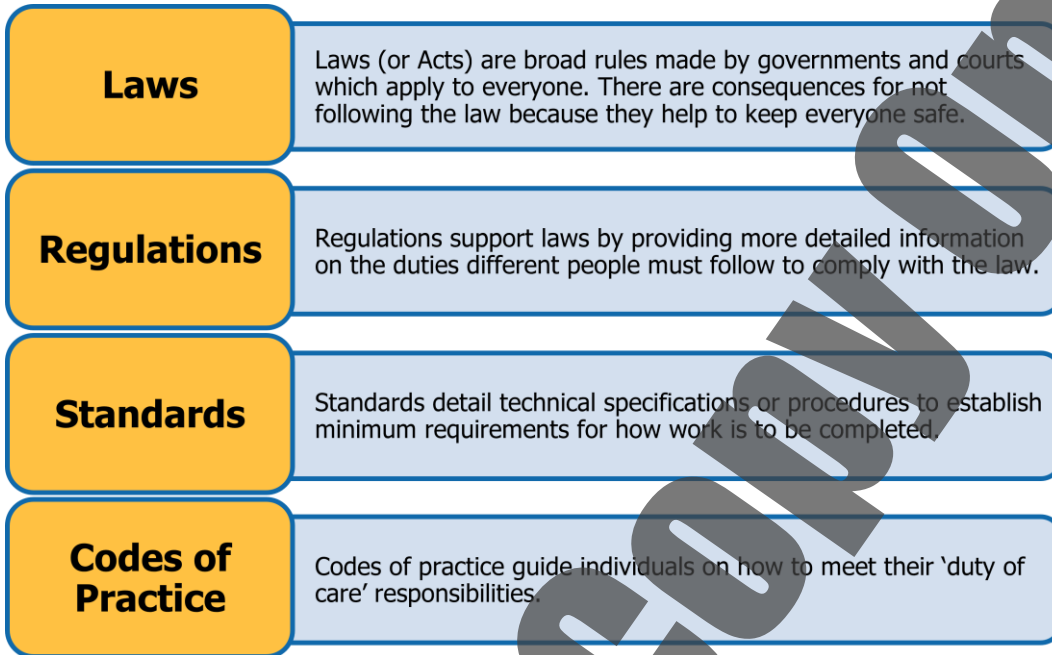 Laws
Laws (or Acts) are broad rules made by governments and courts
which apply to everyone. There are consequences for not
following the law because they help to keep everyone safe.
Regulations
Regulations support laws by providing more detailed information
on the duties different people must follow to comply with the law.
Standards
Standards detail technical specifications or procedures to establish
minimum requirements for how work is to be completed.
Codes of
Practice
Codes of practice guide individuals on how to meet their ‘duty of
care’ responsibilities.
Copy